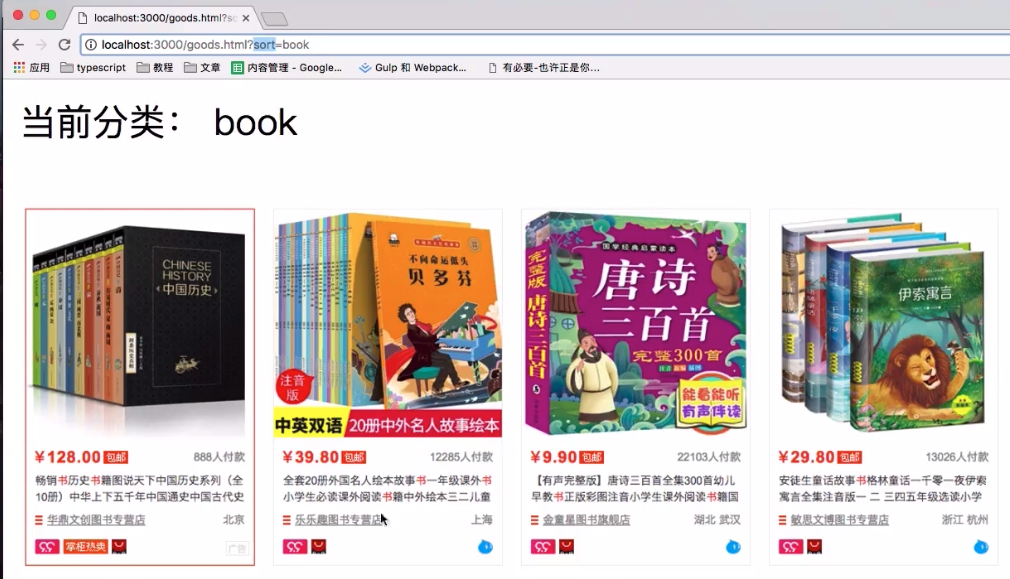 localhost:3000/goods.html?so
localhost:3000/goods.html?sort=book
应用 typescript 教程 文章 内容管理 - Google... Gulp 和 Webpack... 有必要-也许正是你...
当前分类： book
CHINESE
HISTORY
中国历史
不向命运低头
贝多芬
注音版
中英双语 20册中外名人故事绘本
国学经典启蒙读本
完整版 唐诗三百首
唐诗
三百首
完整300首
能看能听
有声伴读
伊索寓言
¥128.00 包邮 888人付款
畅销书历史书籍图说天下中国历史系列（全
10册）中华上下五千年中国通史中国古代史
华鼎文创图书专营店 北京
掌柜热卖
广告
¥39.80 包邮 12285人付款
全套20册外国名人绘本故事书一年级课外书
小学生必读课外阅读书籍中外绘本三二儿童
乐乐趣图书专营店 上海
¥9.90 包邮 22103人付款
【有声完整版】唐诗三百首全集300首幼儿
早教书正版彩图注音小学生课外阅读书籍国
金童星图书旗舰店 湖北 武汉
¥29.80 包邮 13026人付款
安徒生童话故事书格林童话一千零一夜伊索
寓言全集注音版一 二 三四五年级选读小学
敏思文博图书专营店 浙江 杭州